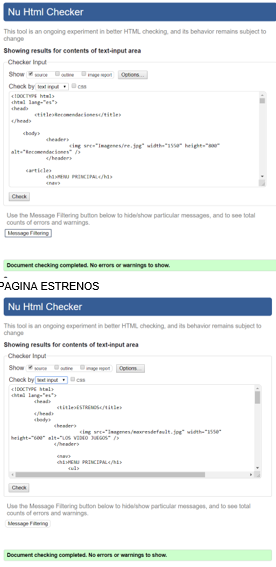 Nu Html Checker
This tool is an ongoing experiment in better HTML checking, and its behavior remains subject to
change
Showing results for contents of text-input area
Checker Input
Show source outline image report Options...
Check by text input CSS
<!DOCTYPE html>
<html lang="es">
<head>
<title>Recomendaciones</title>
</head>
<body>
<header>
<img src="Imagenes/re.jpg" width="1550" height="800"
alt="Recomendaciones" />
</header>
<article>
<h1>MENU PRINCIPAL</h1>
<nav>
Check
Use the Message Filtering button below to hide/show particular messages, and to see total
counts of errors and warnings.
Message Filtering
Document checking completed. No errors or warnings to show.
PAGINA ESTRENOS
Nu Html Checker
This tool is an ongoing experiment in better HTML checking, and its behavior remains subject to
change
Showing results for contents of text-input area
Checker Input
Show source outline image report Options...
Check by text input CSS
<!DOCTYPE html>
<html lang="es">
<head>
<title>ESTRENOS</title>
</head>
<body>
<header>
<img src="Imagenes/maxresdefault.jpg" width="1550"
height="600" alt="LOS VIDEO JUEGOS" />
</header>
<nav>
<h1>MENU PRINCIPAL</h1>
<ul>
Check
Use the Message Filtering button below to hide/show particular messages, and to see total
counts of errors and warnings.
Message Filtering
Document checking completed. No errors or warnings to show.